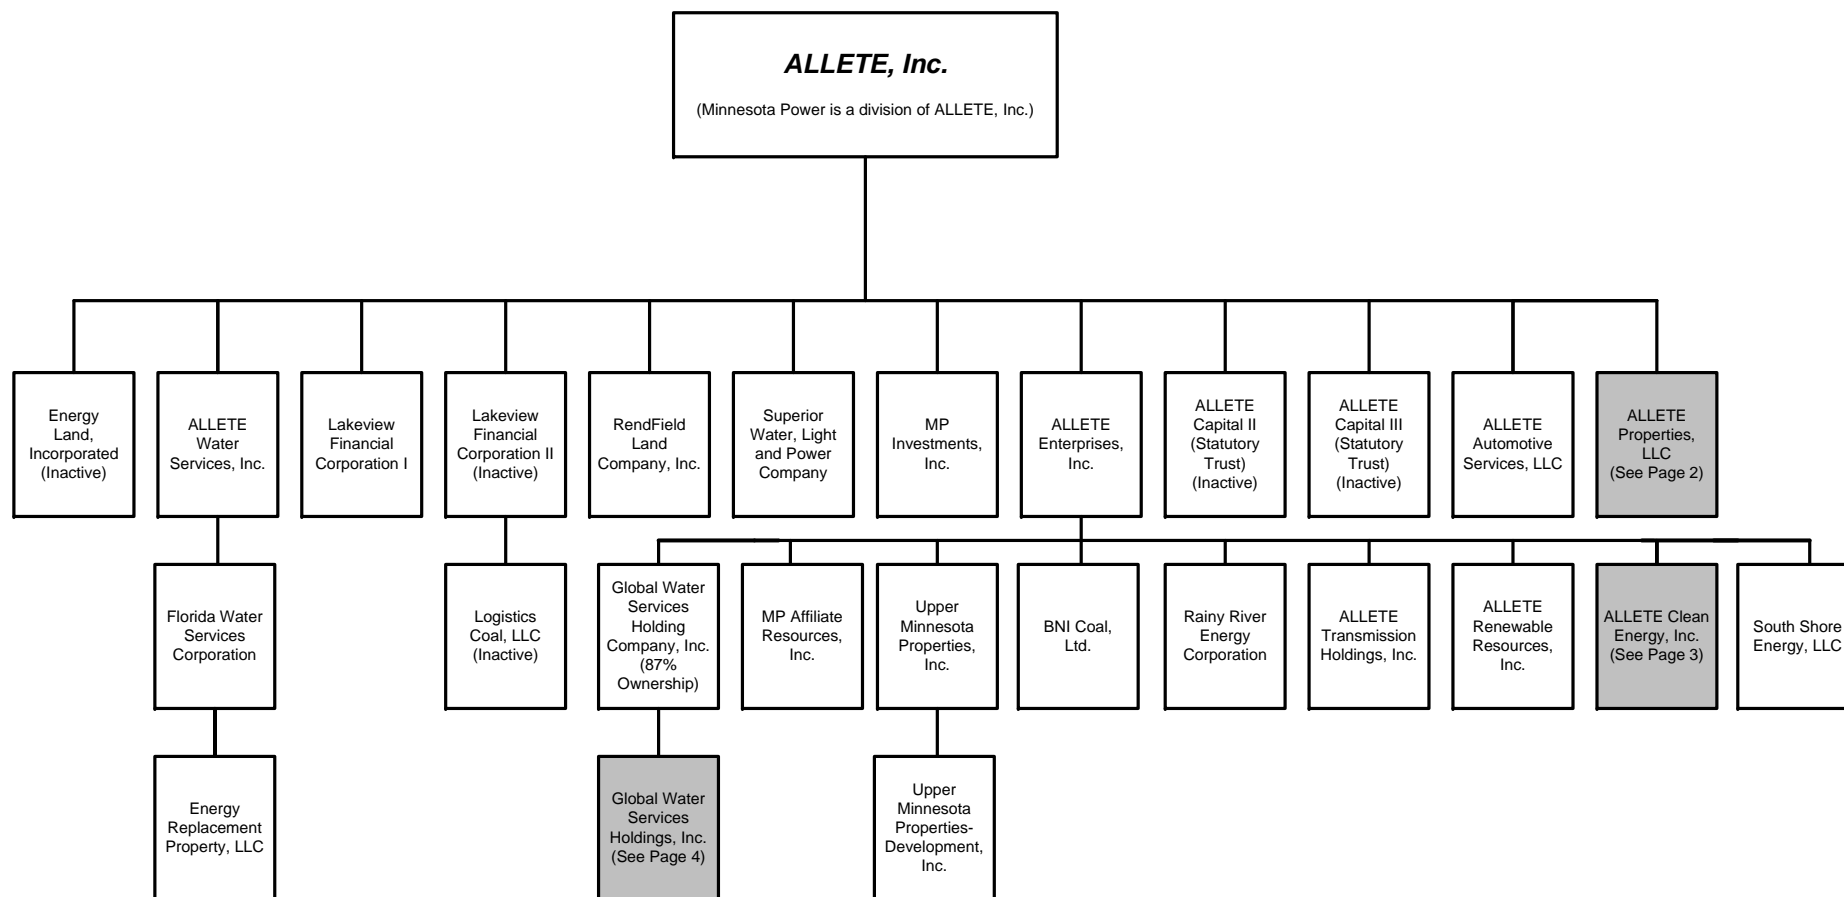 ALLETE, Inc.
(Minnesota Power is a division of ALLETE, Inc.)
Energy
Land,
Incorporated
(Inactive)
ALLETE
Water
Services, Inc.
Lakeview
Financial
Corporation I
Lakeview
Financial
Corporation II
(Inactive)
RendField
Land
Company, Inc.
Superior
Water, Light
and Power
Company
MP
Investments,
Inc.
ALLETE
Enterprises,
Inc.
ALLETE
Capital II
(Statutory
Trust)
(Inactive)
ALLETE
Capital III
(Statutory
Trust)
(Inactive)
ALLETE
Automotive
Services, LLC
ALLETE
Properties,
LLC
(See Page 2)
Florida Water
Services
Corporation
Logistics
Coal, LLC
(Inactive)
Global Water
Services
Holding
Company, Inc.
(87%
Ownership)
MP Affiliate
Resources,
Inc.
Upper
Minnesota
Properties,
Inc.
BNI Coal,
Ltd.
Rainy River
Energy
Corporation
ALLETE
Transmission
Holdings, Inc.
ALLETE
Renewable
Resources,
Inc.
ALLETE Clean
Energy, Inc.
(See Page 3)
South Shore
Energy, LLC
Energy
Replacement
Property, LLC
Global Water
Services
Holdings, Inc.
(See Page 4)
Upper
Minnesota
Properties-
Development,
Inc.